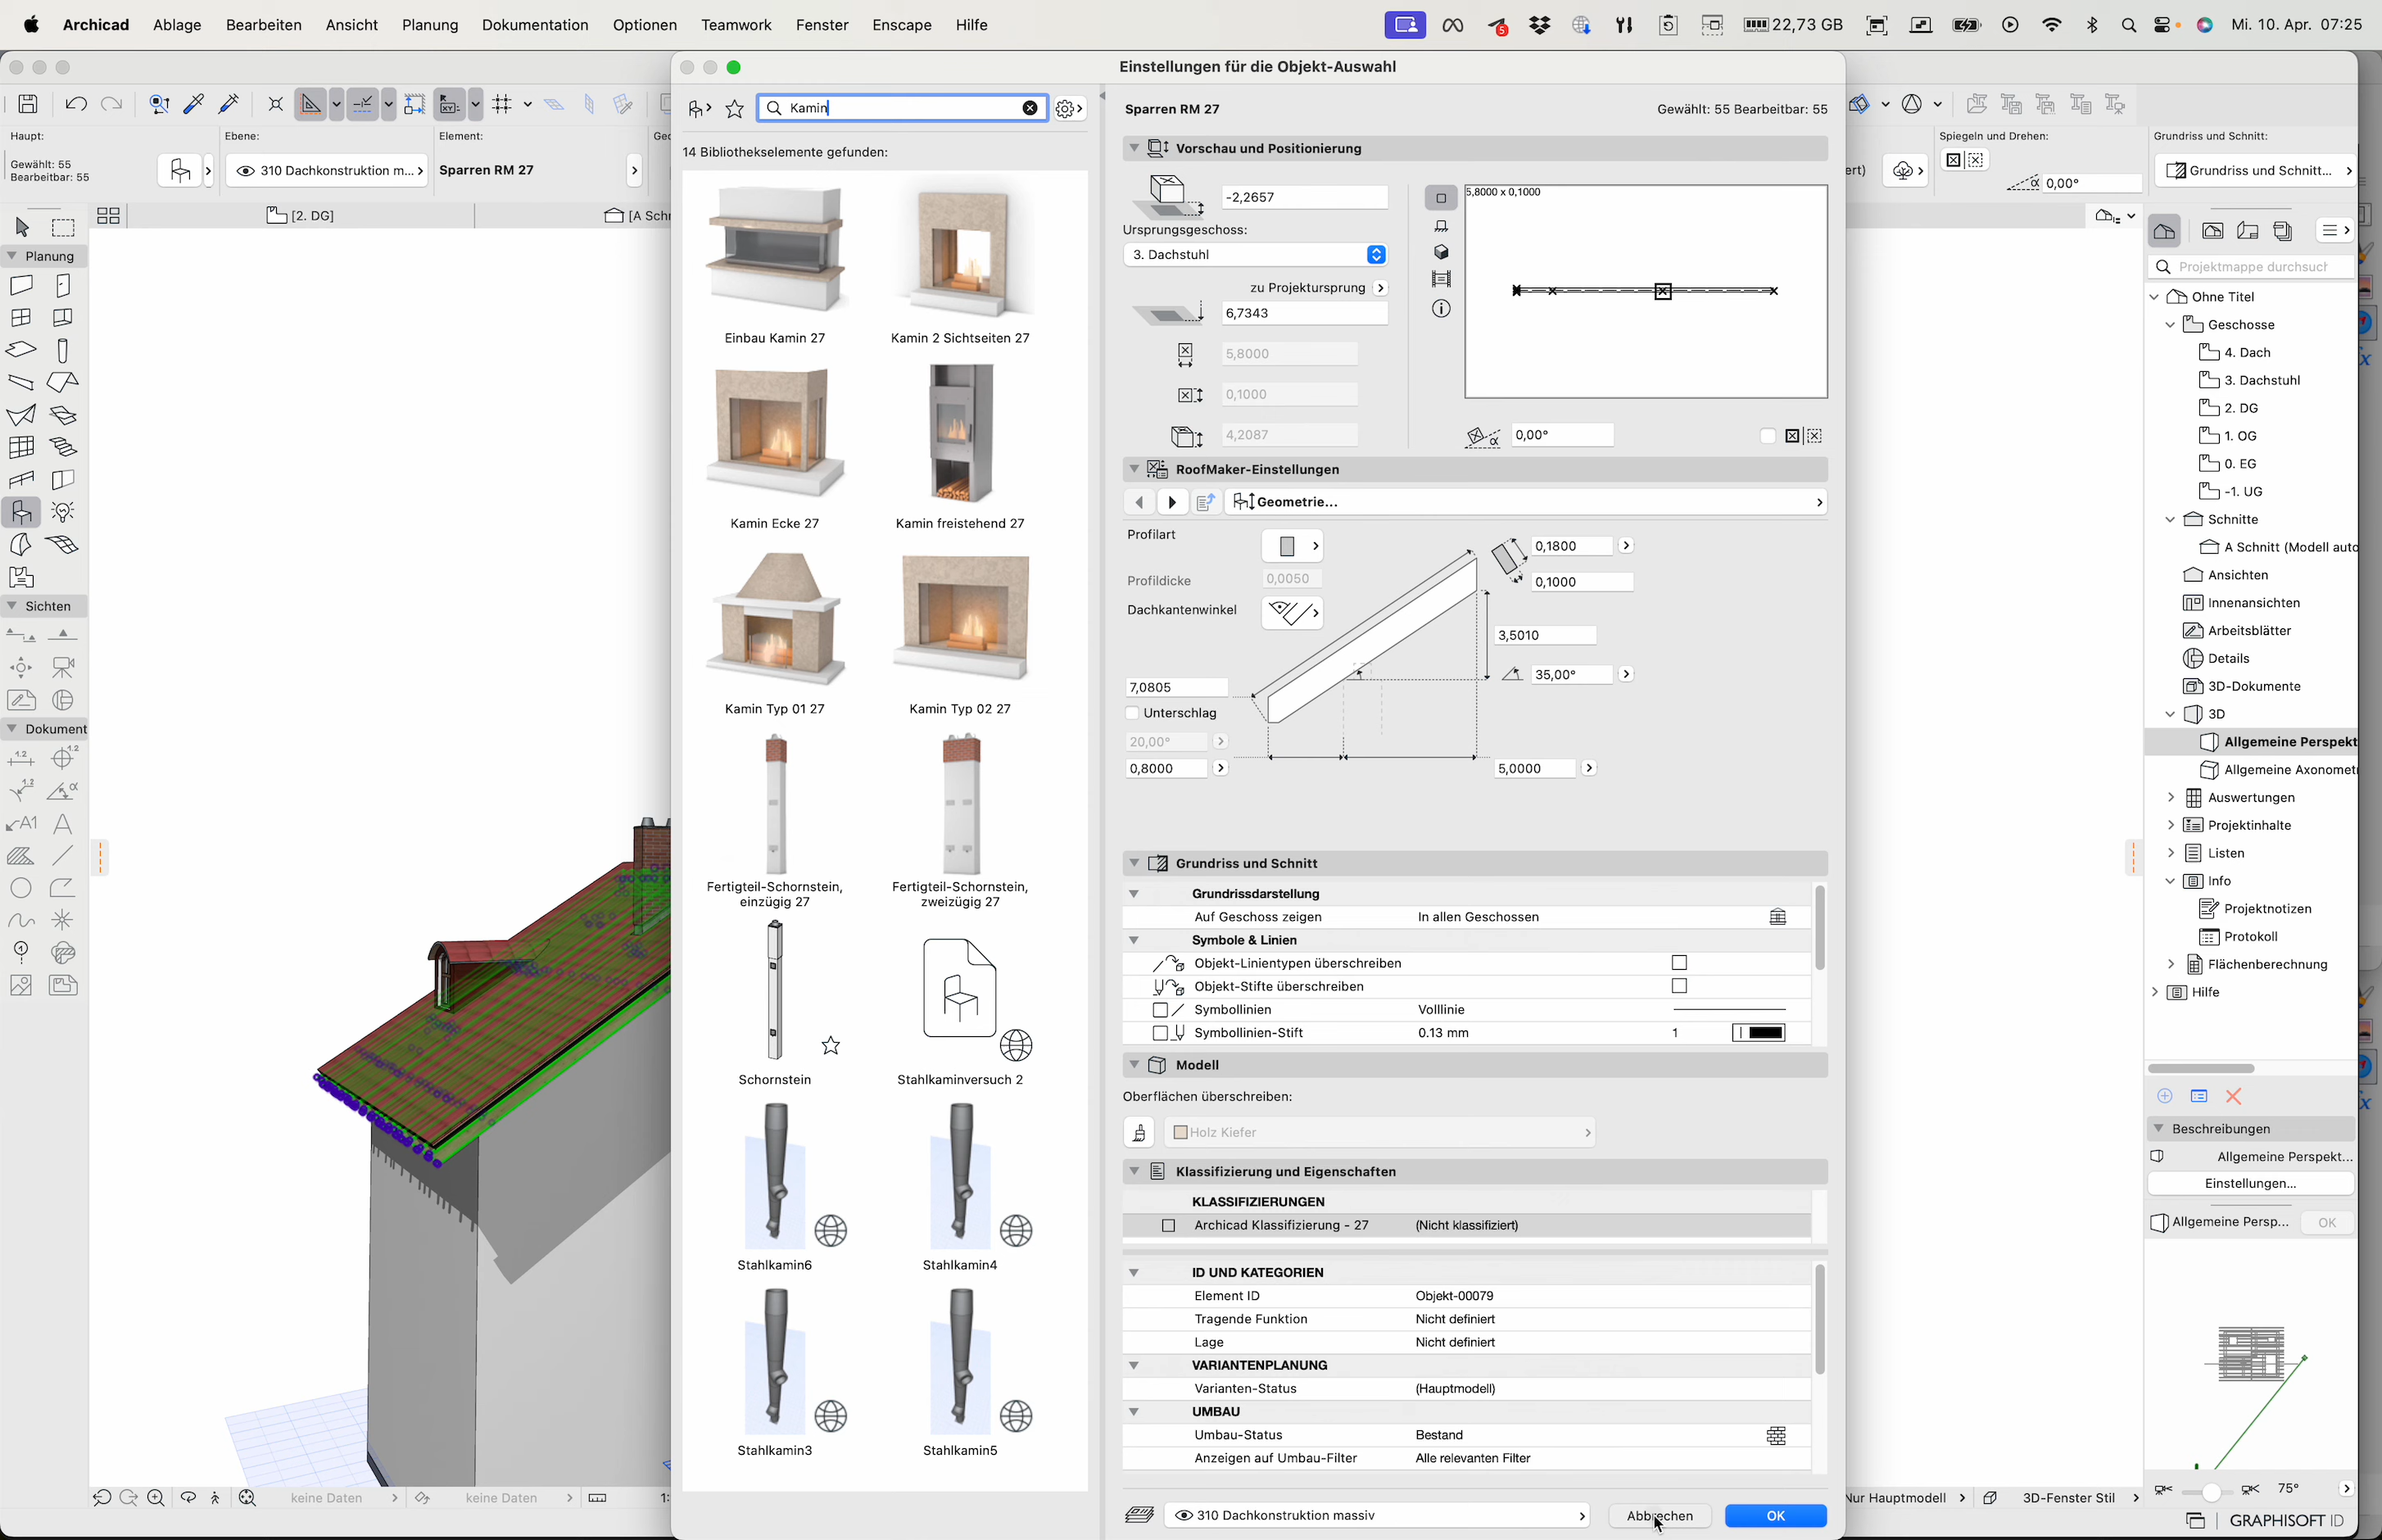 Archicad Ablage Bearbeiten Ansicht Planung Dokumentation Optionen Teamwork Fenster Enscape Hilfe
5
22,73 GB
Mi. 10. Apr. 07:25
Einstellungen für die Objekt-Auswahl
Kamin
14 Bibliothekselemente gefunden:
Einbau Kamin 27
Kamin 2 Sichtseiten 27
Kamin Ecke 27
Kamin freistehend 27
Kamin Typ 01 27
Kamin Typ 02 27
Fertigteil-Schornstein,
einzügig 27
Fertigteil-Schornstein,
zweizügig 27
Schornstein
Stahlkaminversuch 2
Stahlkamin6
Stahlkamin4
Stahlkamin3
Stahlkamin5
Haupt:
Gewählt: 55
Bearbeitbar: 55
Ebene:
310 Dachkonstruktion m...
Element:
Sparren RM 27
[2. DG]
Planung
Sichten
Dokument
1.2
1.2
1.2
A1
A
α
keine Daten
keine Daten
1:
Sparren RM 27
Gewählt: 55 Bearbeitbar: 55
Vorschau und Positionierung
-2,2657
Ursprungsgeschoss:
3. Dachstuhl
zu Projektursprung
6,7343
5,8000
0,1000
4,2087
5,8000 x 0,1000
α
0,00°
RoofMaker-Einstellungen
Geometrie...
Profilart
Profildicke
0,0050
Dachkantenwinkel
0,1800
0,1000
3,5010
35,00°
7,0805
Unterschlag
20,00°
0,8000
5,0000
Grundriss und Schnitt
Grundrissdarstellung
Auf Geschoss zeigen In allen Geschossen
Symbole & Linien
Objekt-Linientypen überschreiben
Objekt-Stifte überschreiben
Symbollinien Volllinie
Symbollinien-Stift 0.13 mm 1
Modell
Oberflächen überschreiben:
Holz Kiefer
Klassifizierung und Eigenschaften
KLASSIFIZIERUNGEN
Archicad Klassifizierung - 27 (Nicht klassifiziert)
ID UND KATEGORIEN
Element ID Objekt-00079
Tragende Funktion Nicht definiert
Lage Nicht definiert
VARIANTENPLANUNG
Varianten-Status (Hauptmodell)
UMBAU
Umbau-Status Bestand
Anzeigen auf Umbau-Filter Alle relevanten Filter
310 Dachkonstruktion massiv
Abbrechen
OK
Spiegeln und Drehen:
α
0,00°
Grundriss und Schnitt:
Grundriss und Schnitt...
Projektmappe durchsuct
Ohne Titel
Geschosse
4. Dach
3. Dachstuhl
2. DG
1. OG
0. EG
-1. UG
Schnitte
A Schnitt (Modell auto
Ansichten
Innenansichten
Arbeitsblätter
Details
3D-Dokumente
3D
Allgemeine Perspekt
Allgemeine Axonomet
Auswertungen
Projektinhalte
Listen
Info
Projektnotizen
Protokoll
Flächenberechnung
Hilfe
Beschreibungen
Allgemeine Perspekt...
Einstellungen...
Allgemeine Persp...
OK
75°
Nur Hauptmodell
3D-Fenster Stil
GRAPHISOFT ID